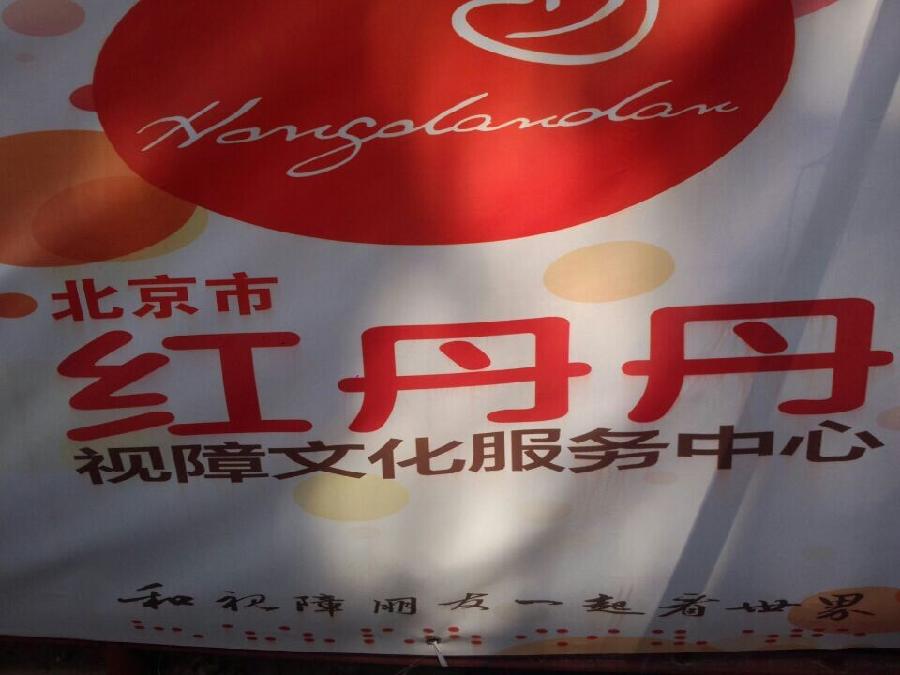 Hongdandan
北京市
红丹丹
视障文化服务中心
和视障朋友一起看世界